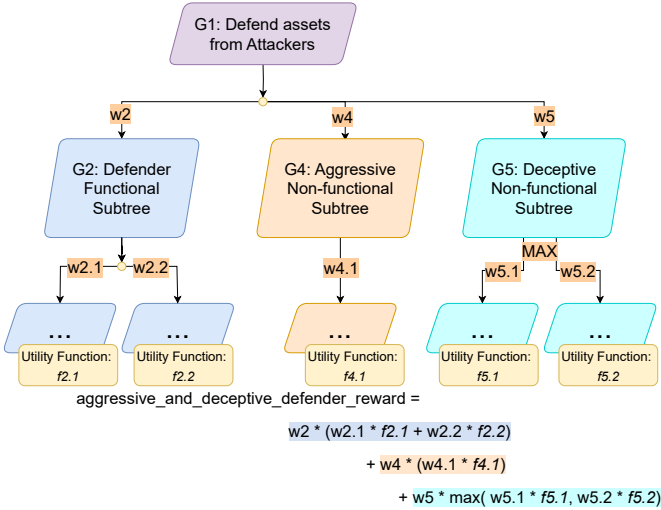 G1: Defend assets
from Attackers
w2
w4
w5
G2: Defender
Functional
Subtree
G4: Aggressive
Non-functional
Subtree
G5: Deceptive
Non-functional
Subtree
MAX
w2.1
w2.2
w4.1
w5.1
w5.2
...
...
...
...
...
Utility Function:
f2.1
Utility Function:
f2.2
Utility Function:
f4.1
Utility Function:
f5.1
Utility Function:
f5.2
aggressive_and_deceptive_defender_reward =
w2 * (w2.1 * f2.1 + w2.2 * f2.2)
+ w4 * (w4.1 * f4.1)
+ w5 * max( w5.1 * f5.1, w5.2 * f5.2)